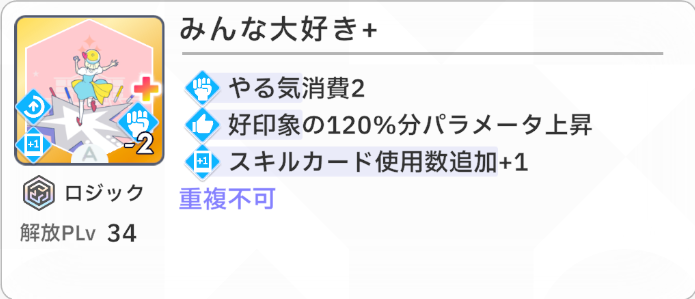 みんな大好き+
やる気消費2
好印象の120%分パラメータ上昇
+1
スキルカード使用数追加+1
重複不可
+1
-2
A
ロジック
解放PLv 34